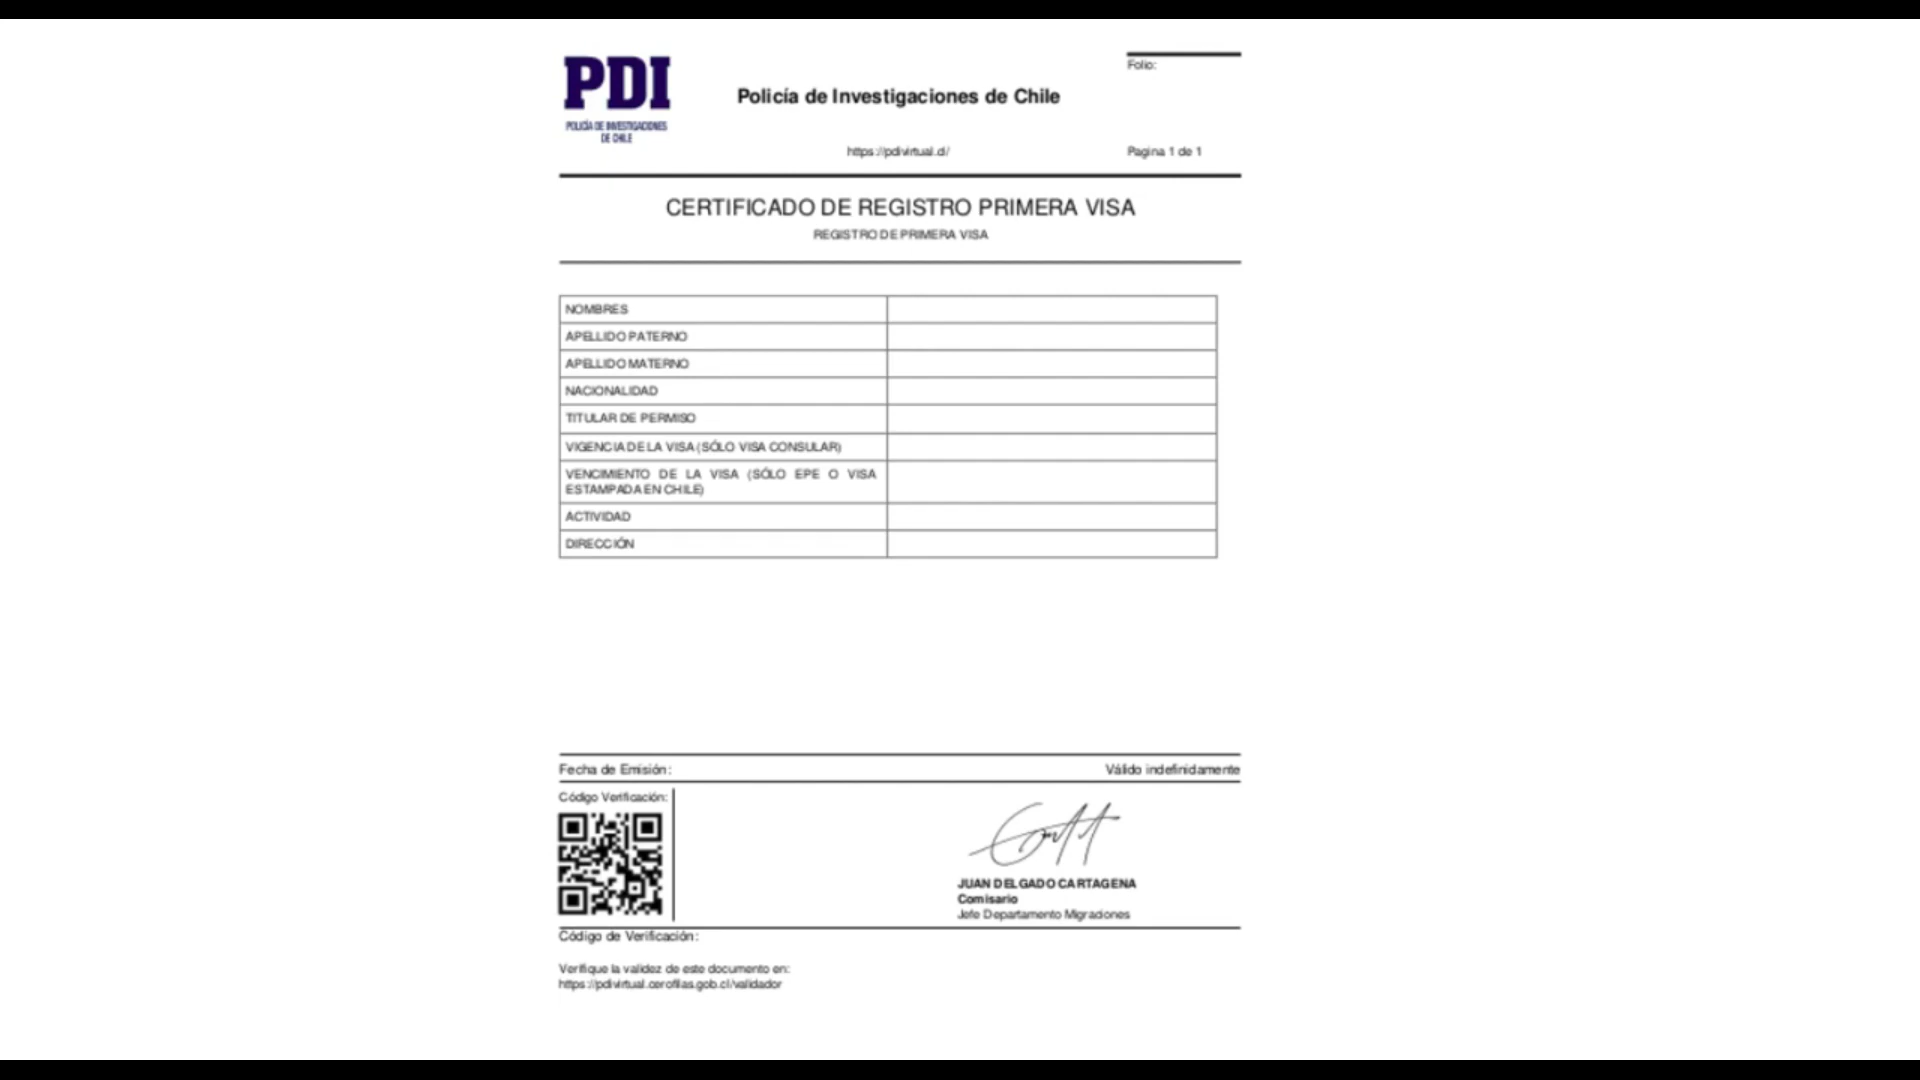 PDI
POLICÍA DE INVESTIGACIONES
DE CHILE
Policía de Investigaciones de Chile
https://pdivirtual.cl/
Folio:
Pagina 1 de 1
CERTIFICADO DE REGISTRO PRIMERA VISA
REGISTRO DE PRIMERA VISA
NOMBRES
APELLIDO PATERNO
APELLIDO MATERNO
NACIONALIDAD
TITULAR DE PERMISO
VIGENCIA DE LA VISA (SÓLO VISA CONSULAR)
VENCIMIENTO DE LA VISA (SÓLO EPE O VISA
ESTAMPADA EN CHILE)
ACTIVIDAD
DIRECCIÓN
Fecha de Emisión:
Válido indefinidamente
Código Verificación:
JUAN DELGADO CARTAGENA
Comisario
Jefe Departamento Migraciones
Código de Verificación:
Verifique la validez de este documento en:
https://pdivirtual.cerofilas.gob.cl/validador